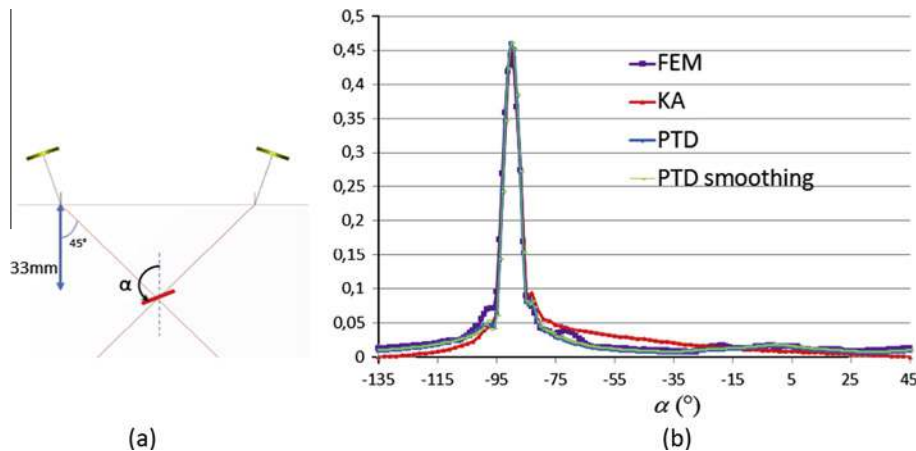 45°
33mm
α
(a)
0,5
0,45
0,4
0,35
0,3
0,25
0,2
0,15
0,1
0,05
0
FEM
KA
PTD
PTD smoothing
-135 -115 -95 -75 -55 -35 -15 5 25 45
α (°)
(b)